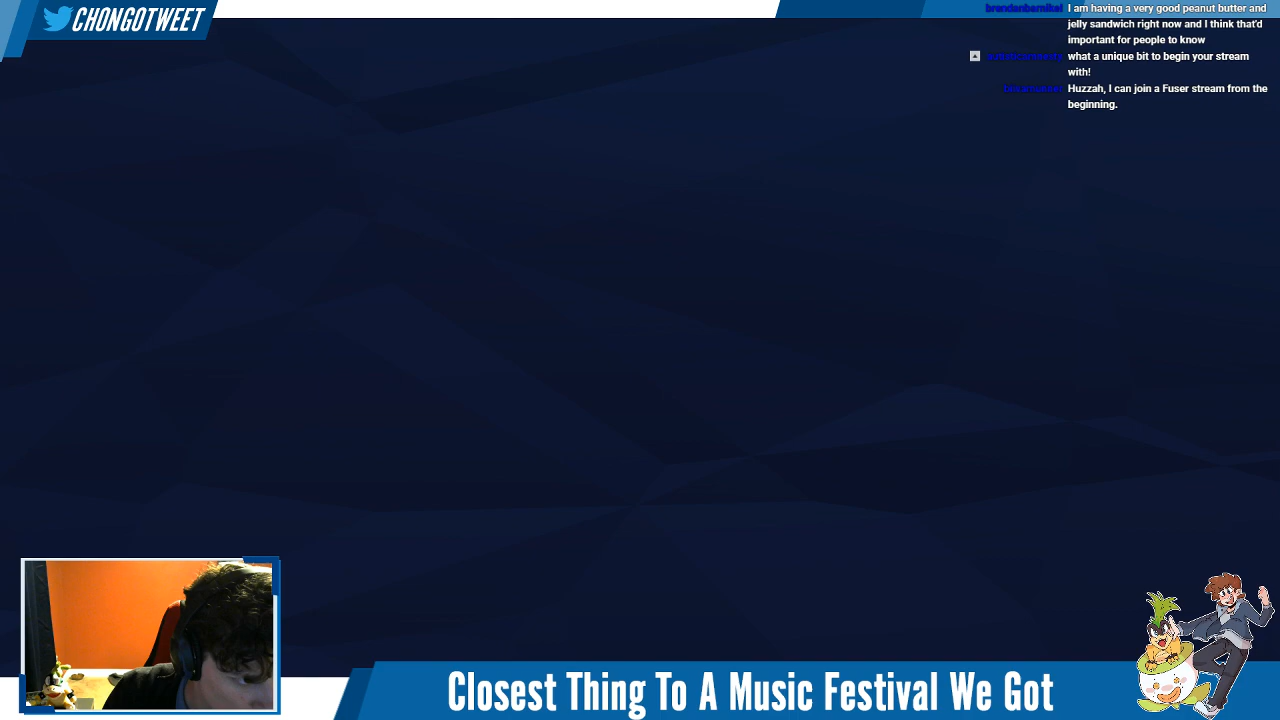 CHONGOTWEET
brendanbarnikel I am having a very good peanut butter and
jelly sandwich right now and I think that'd
important for people to know
what a unique bit to begin your stream
with!
Huzzah, I can join a Fuser stream from the
beginning.
Closest Thing To A Music Festival We Got